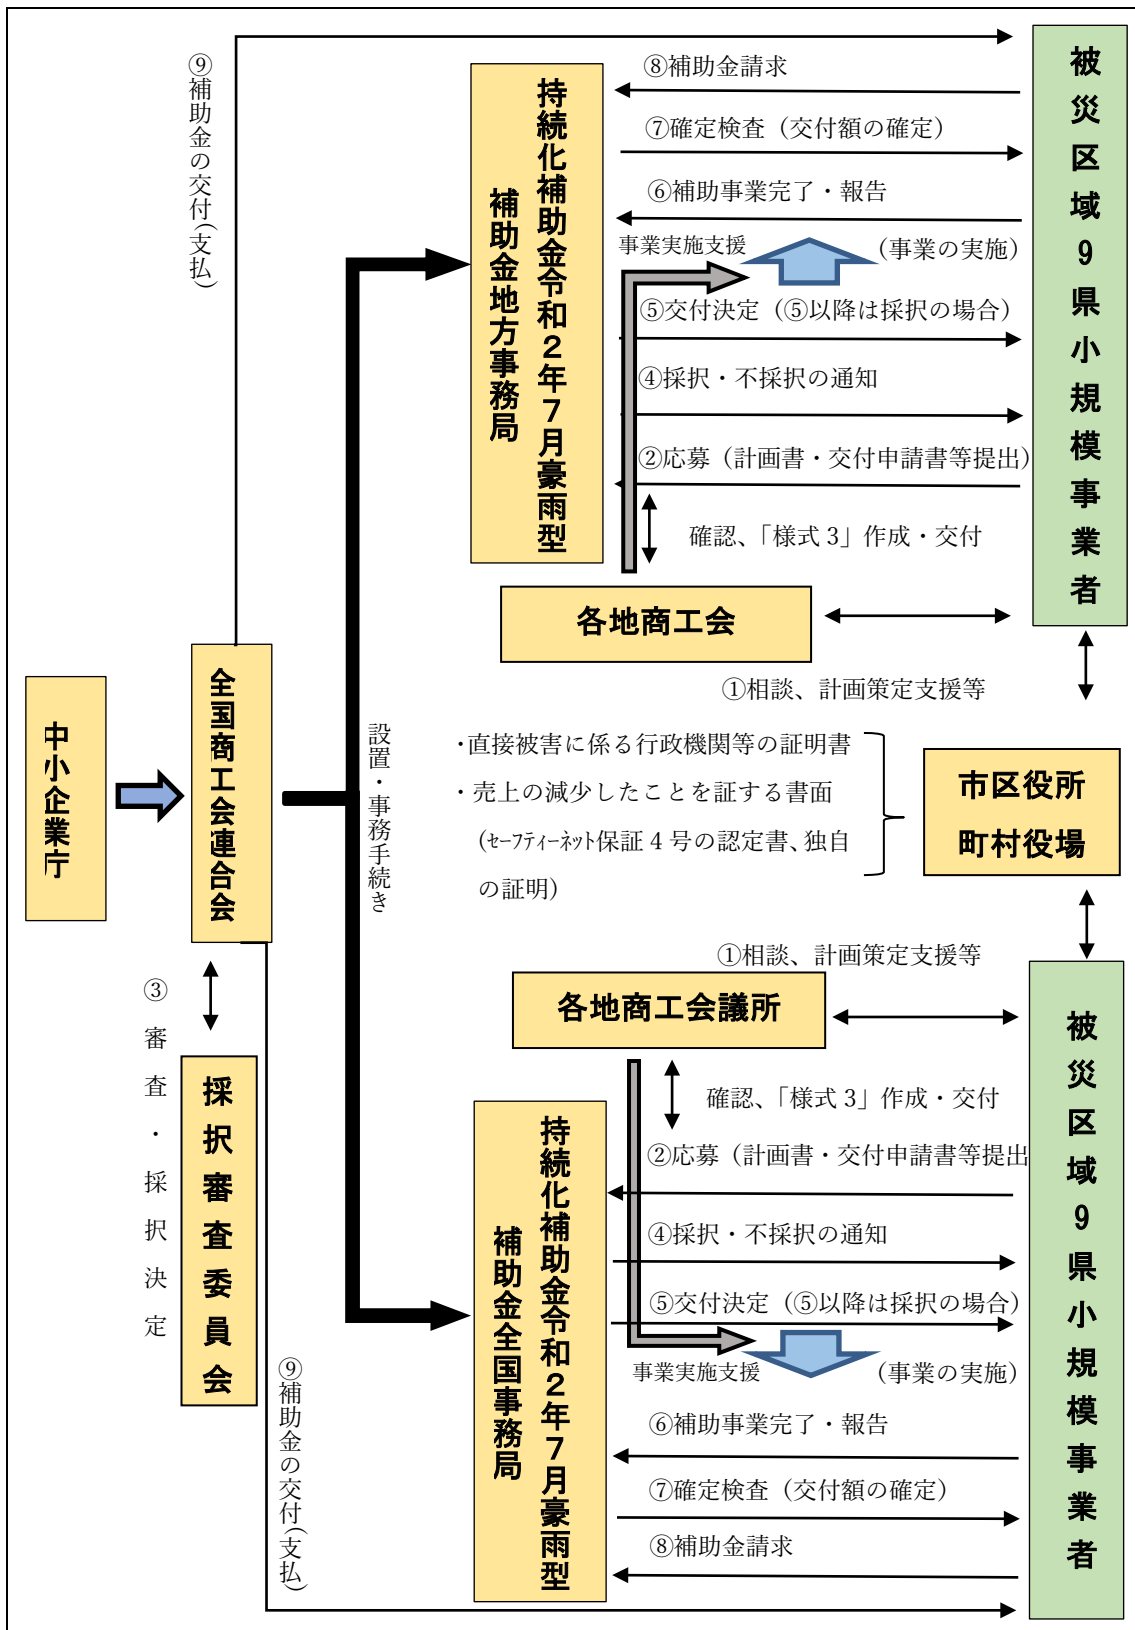 ⑨補助金の交付(支払)
持続化補助金令和２年７月豪雨型
補助金地方事務局
被災区域９県小規模事業者
⑧補助金請求
⑦確定検査（交付額の確定）
⑥補助事業完了・報告
事業実施支援
（事業の実施）
⑤交付決定（⑤以降は採択の場合）
④採択・不採択の通知
②応募（計画書・交付申請書等提出）
確認、「様式３」作成・交付
各地商工会
①相談、計画策定支援等
中小企業庁
全国商工会連合会
設置・事務手続き
・直接被害に係る行政機関等の証明書
・売上の減少したことを証する書面
（セーフティーネット保証４号の認定書、独自
の証明）
市区役所
町村役場
③審査・採択決定
採択審査委員会
①相談、計画策定支援等
各地商工会議所
被災区域９県小規模事業者
確認、「様式３」作成・交付
持続化補助金令和２年７月豪雨型
補助金全国事務局
②応募（計画書・交付申請書等提出
④採択・不採択の通知
⑤交付決定（⑤以降は採択の場合）
事業実施支援
（事業の実施）
⑥補助事業完了・報告
⑦確定検査（交付額の確定）
⑧補助金請求
⑨補助金の交付(支払)